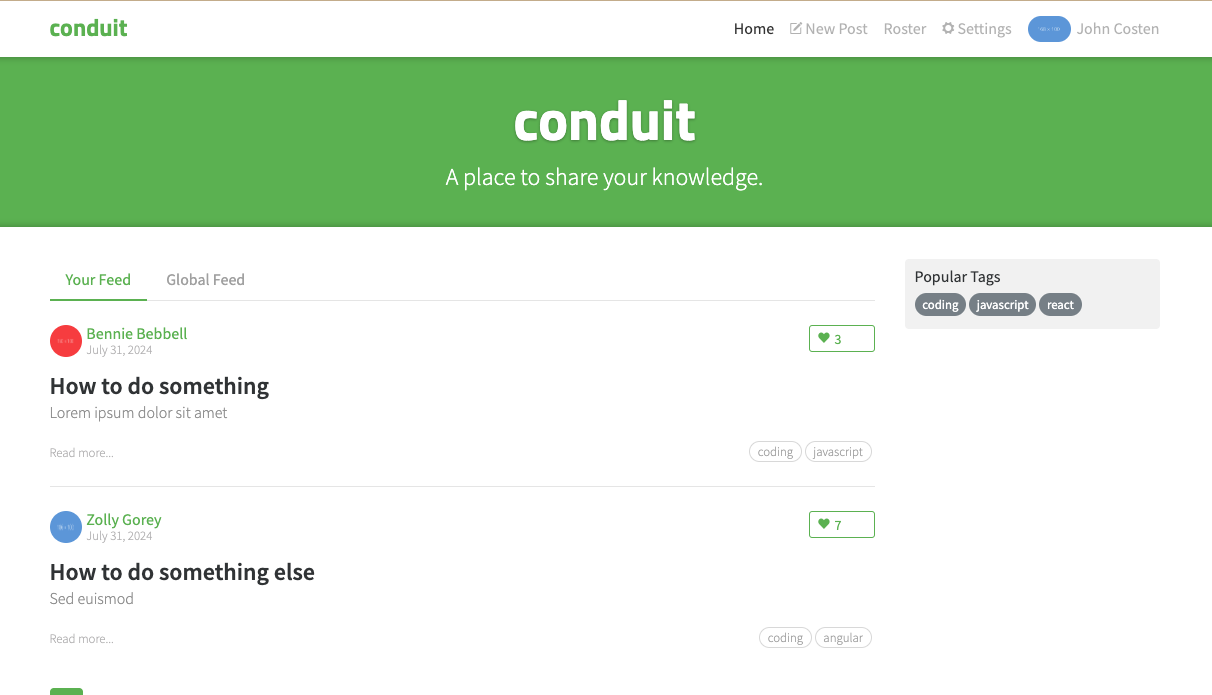 conduit
Home New Post Roster Settings John Costen
conduit
A place to share your knowledge.
Your Feed Global Feed
Popular Tags
coding javascript react
Bennie Bebbell
July 31, 2024
3
How to do something
Lorem ipsum dolor sit amet
Read more...
coding javascript
Zolly Gorey
July 31, 2024
7
How to do something else
Sed euismod
Read more...
coding angular